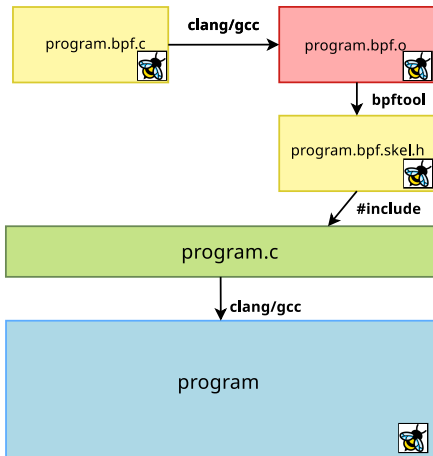 program.bpf.c
clang/gcc
program.bpf.o
bpftool
program.bpf.skel.h
#include
program.c
clang/gcc
program